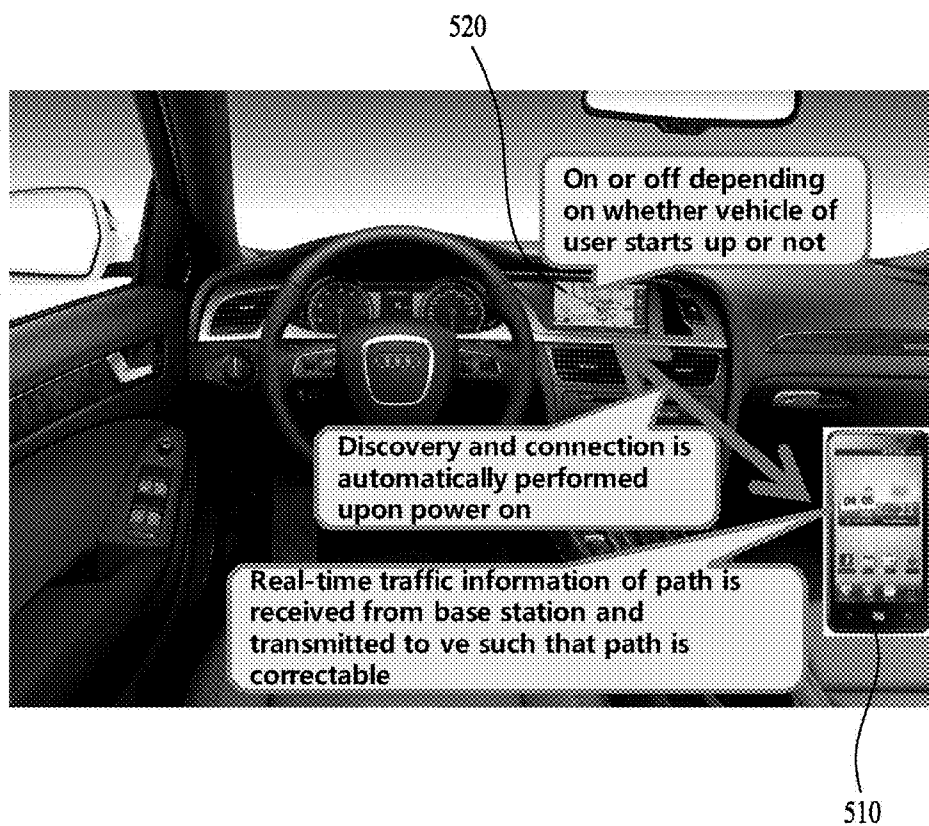 520
On or off depending
on whether vehicle of
user starts up or not
Discovery and connection is
automatically performed
upon power on
Real-time traffic information of path is
received from base station and
transmitted to ve such that path is
correctable
510